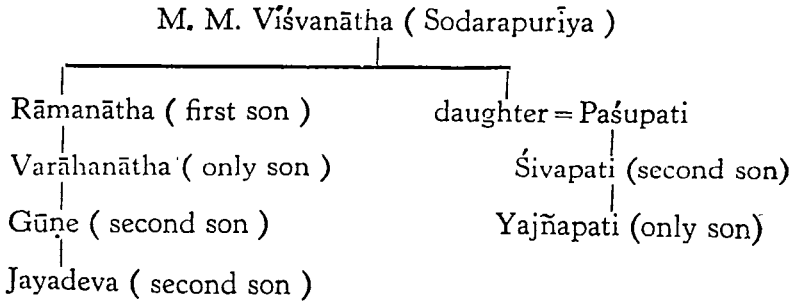 M. M. Viśvanātha ( Sodarapurīya )
Rāmanātha ( first son ) daughter = Paśupati
Varāhanātha ( only son ) Śivapati (second son)
Gūṇe ( second son ) Yajñapati (only son)
Jayadeva ( second son )